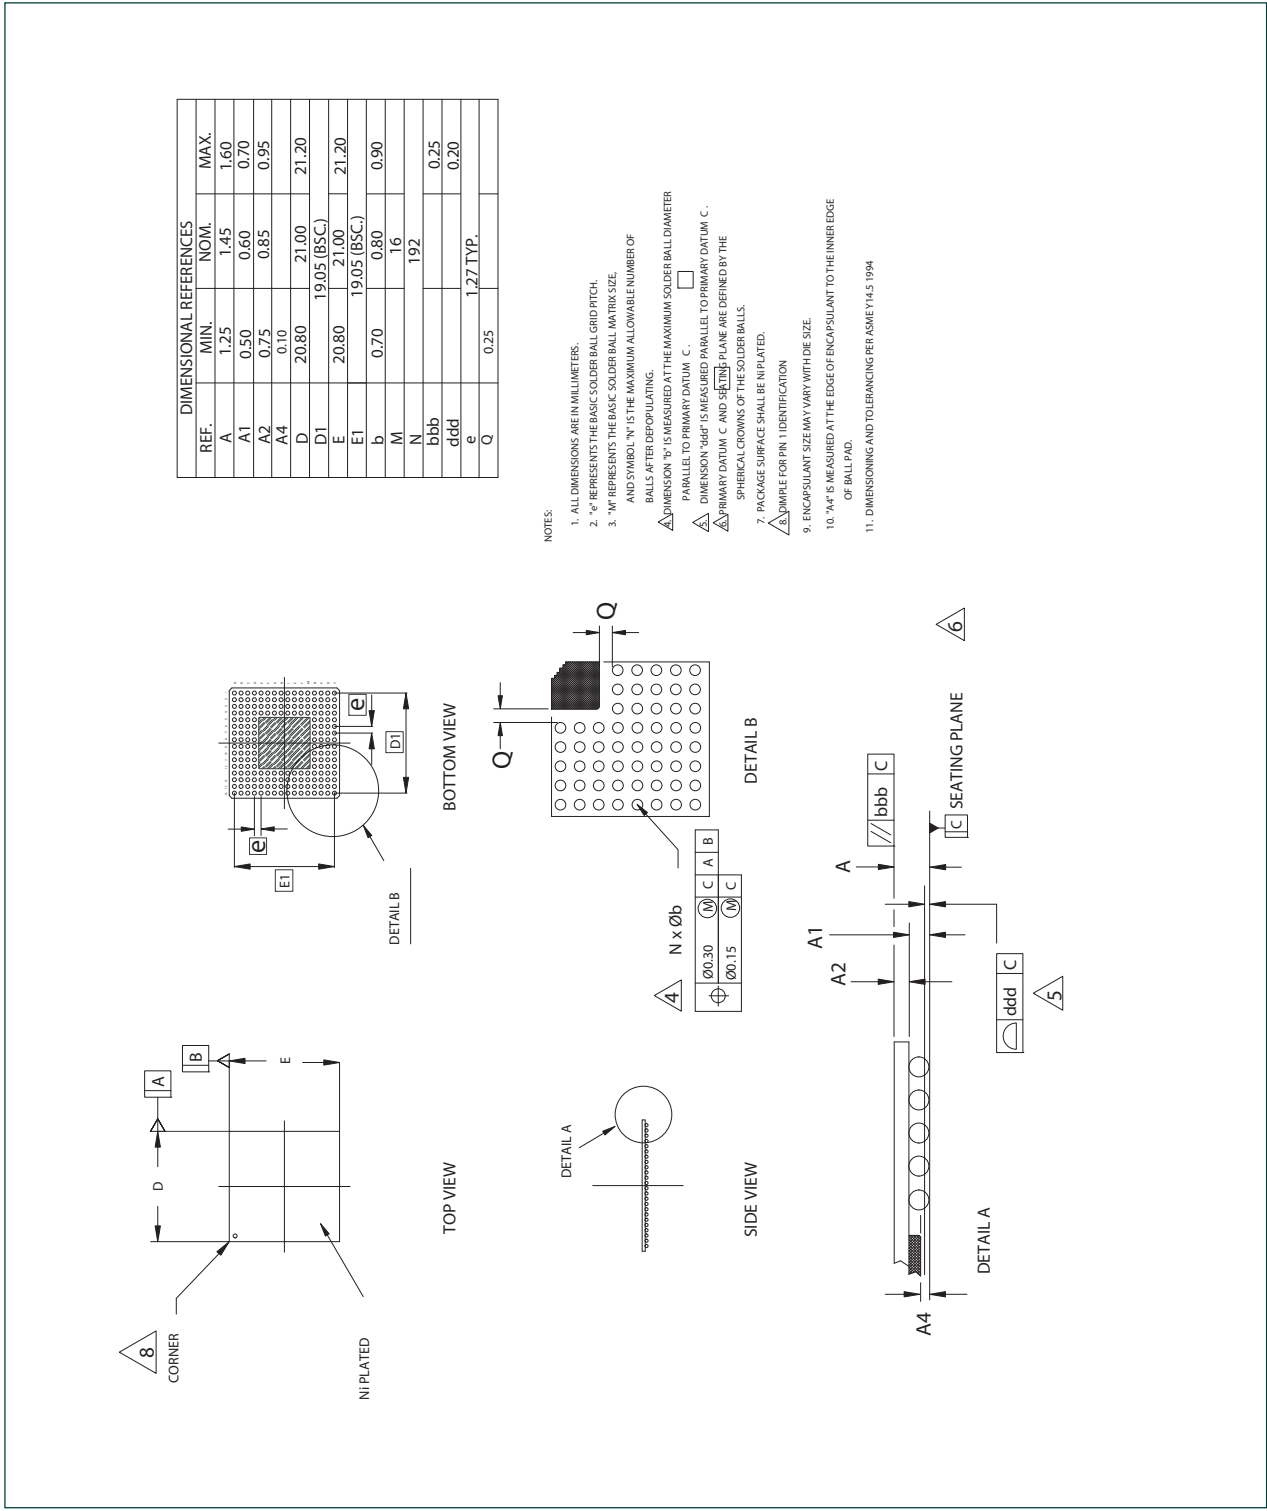 DIMENSIONAL REFERENCES
REF. MIN. NOM. MAX.
A 1.25 1.45 1.60
A1 0.50 0.60 0.70
A2 0.75 0.85 0.95
A4 0.10
D 20.80 21.00 21.20
D1 19.05 (BSC.)
E 20.80 21.00 21.20
E1 19.05 (BSC.)
b 0.70 0.80 0.90
M 16
N 192
bbb 0.25
ddd 0.20
e 1.27 TYP.
Q 0.25
NOTES:
1. ALL DIMENSIONS ARE IN MILLIMETERS.
2. "e" REPRESENTS THE BASIC SOLDER BALL GRID PITCH.
3. "M" REPRESENTS THE BASIC SOLDER BALL MATRIX SIZE,
AND SYMBOL "N" IS THE MAXIMUM ALLOWABLE NUMBER OF
BALLS AFTER DEPOPULATING.
4. DIMENSION "b" IS MEASURED AT THE MAXIMUM SOLDER BALL DIAMETER
PARALLEL TO PRIMARY DATUM C .
5. DIMENSION "ddd" IS MEASURED PARALLEL TO PRIMARY DATUM C .
6. PRIMARY DATUM C AND SEATING PLANE ARE DEFINED BY THE
SPHERICAL CROWNS OF THE SOLDER BALLS.
7. PACKAGE SURFACE SHALL BE Ni PLATED.
8. DIMPLE FOR PIN 1 IDENTIFICATION
9. ENCAPSULANT SIZE MAY VARY WITH DIE SIZE.
10. "A4" IS MEASURED AT THE EDGE OF ENCAPSULANT TO THE INNER EDGE
OF BALL PAD.
11. DIMENSIONING AND TOLERANCING PER ASME Y14.5 1994
8
CORNER
Ni PLATED
D
A
B
E
TOP VIEW
E1
e
D1
e
DETAIL B
BOTTOM VIEW
DETAIL A
SIDE VIEW
Q
Q
4
N x Øb
Ø0.30 M C A B
Ø0.15 M C
DETAIL B
A4
A2
A1
A
// bbb C
C SEATING PLANE
6
ddd C
5
DETAIL A